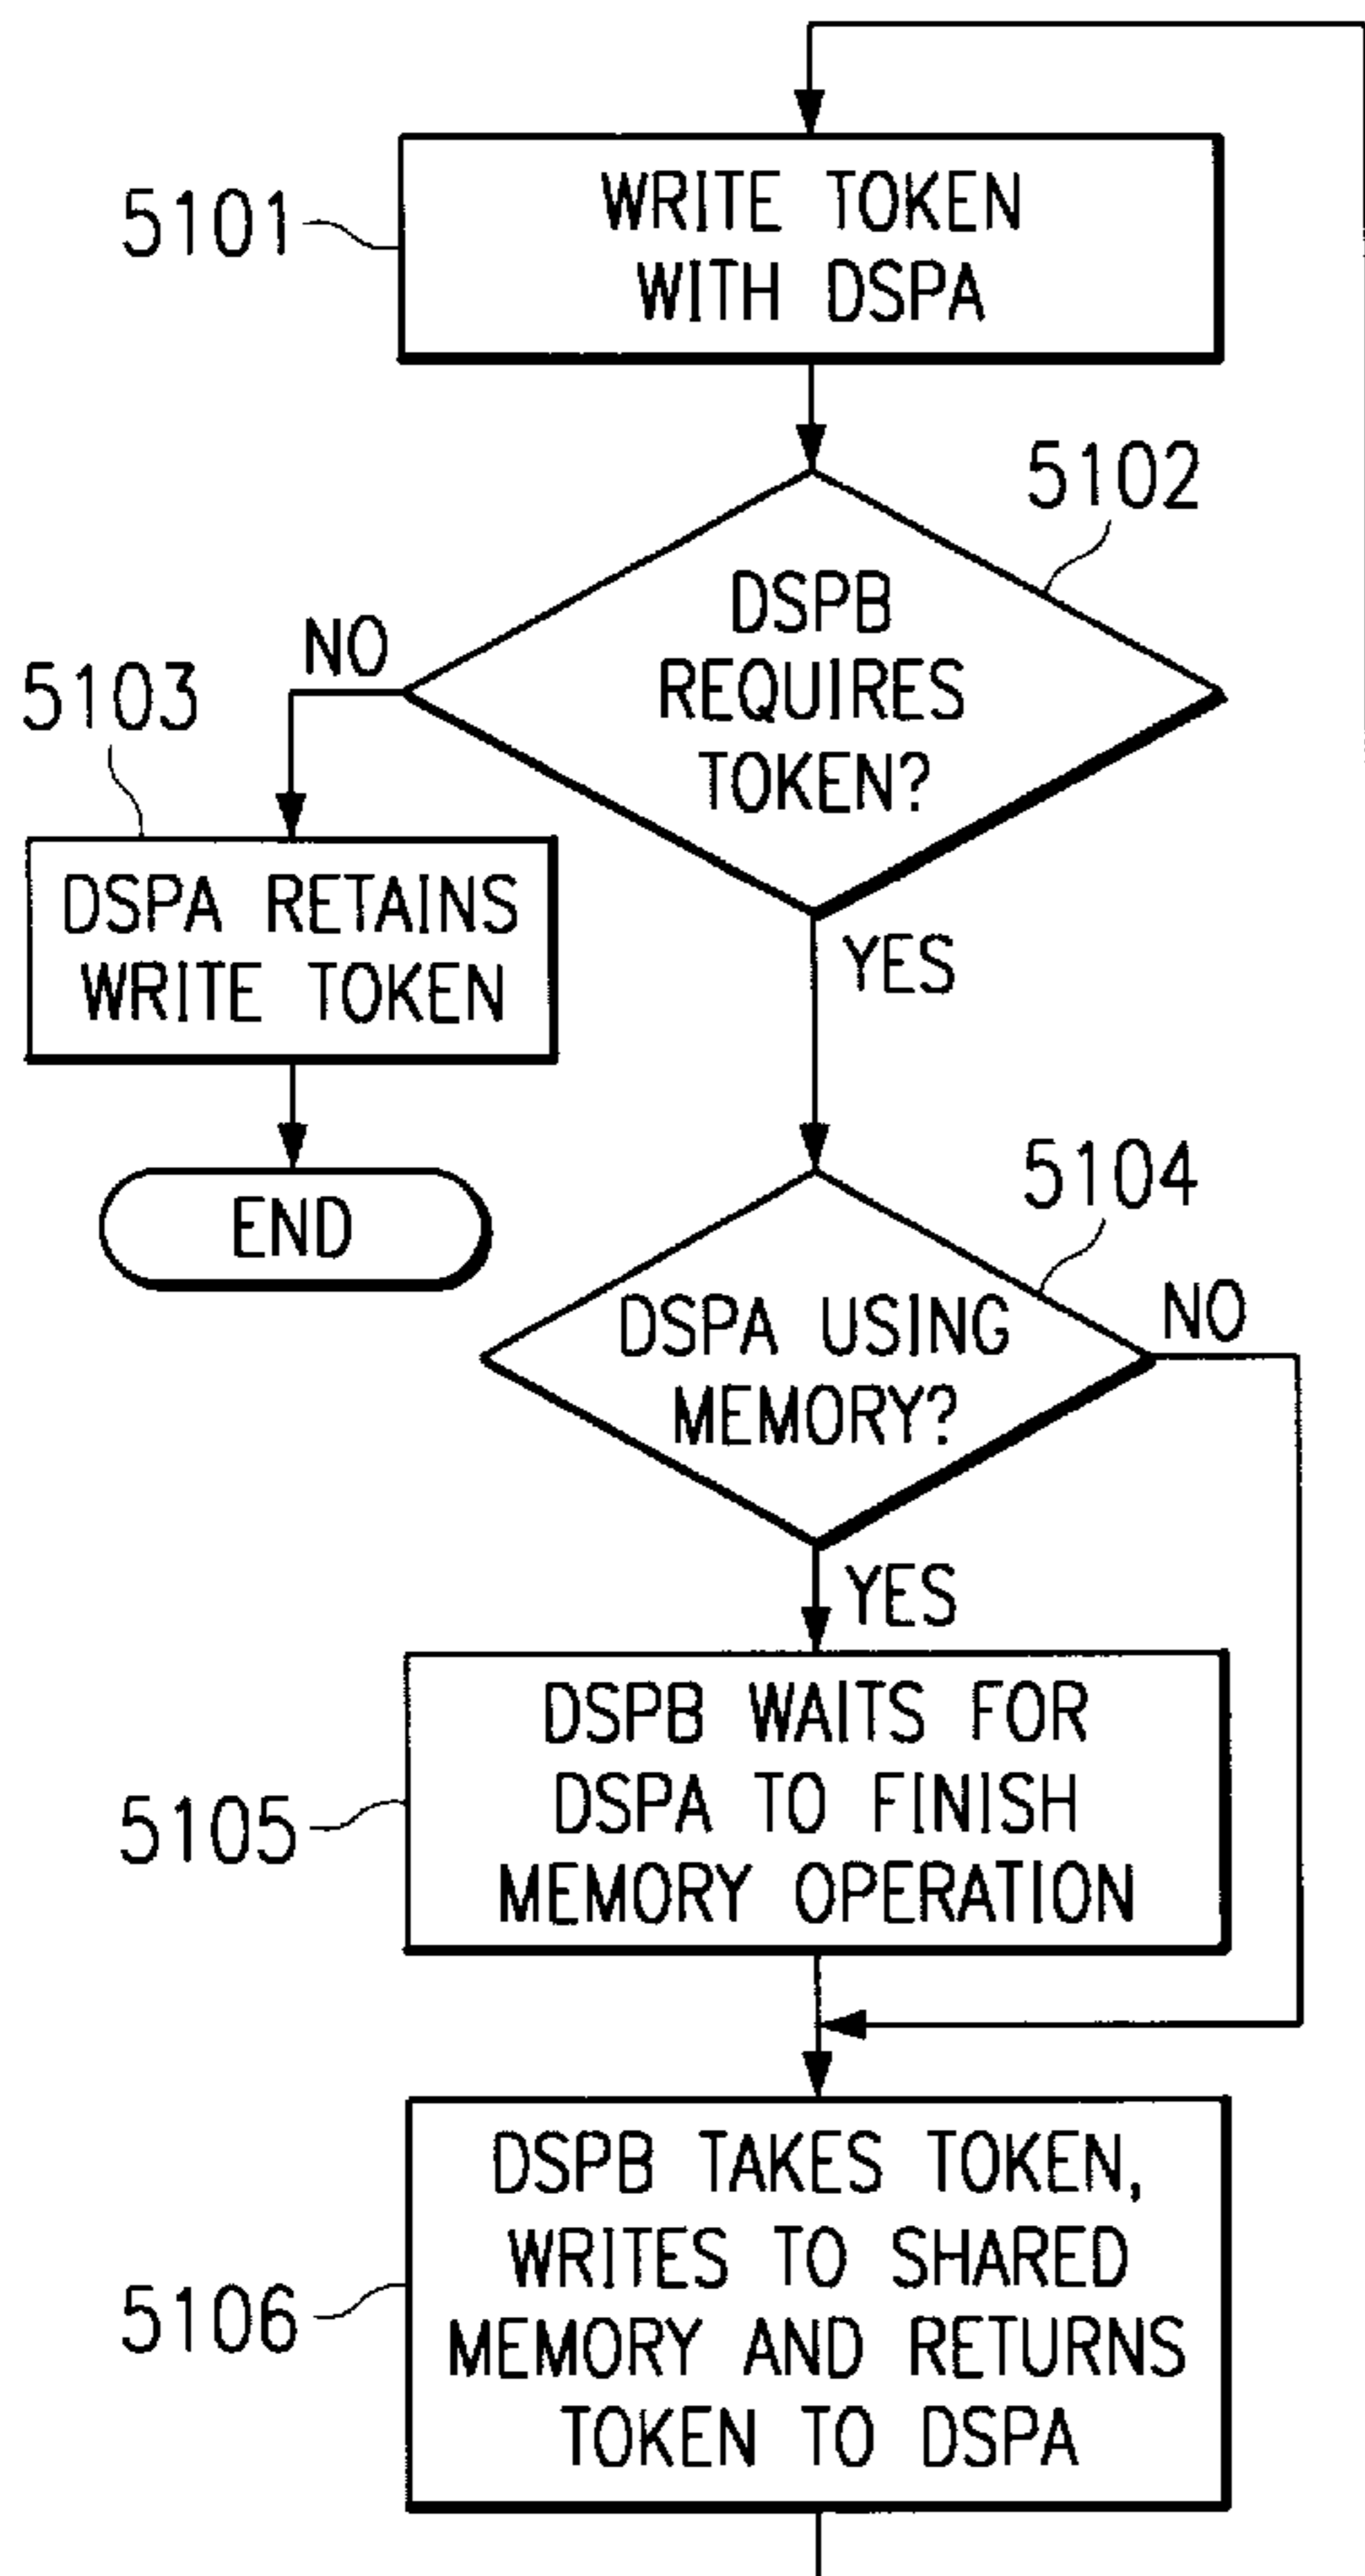 5101
WRITE TOKEN
WITH DSPA
5102
DSPB
REQUIRES
TOKEN?
NO
5103
DSPA RETAINS
WRITE TOKEN
YES
END
5104
DSPA USING
MEMORY?
NO
YES
5105
DSPB WAITS FOR
DSPA TO FINISH
MEMORY OPERATION
5106
DSPB TAKES TOKEN,
WRITES TO SHARED
MEMORY AND RETURNS
TOKEN TO DSPA